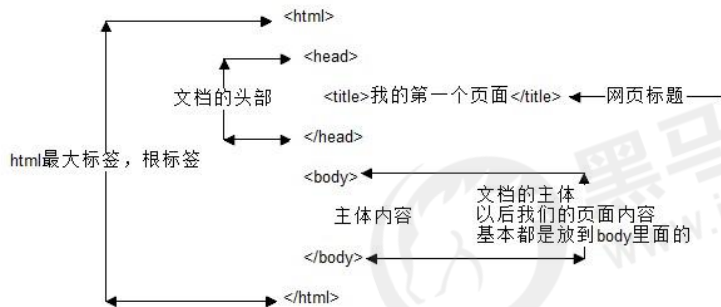 <html>
<head>
文档的头部
<title>我的第一个页面</title>
网页标题
</head>
html最大标签，根标签
<body>
文档的主体
主体内容
以后我们的页面内容
基本都是放到body里面的
</body>
</html>
黑马
www.i